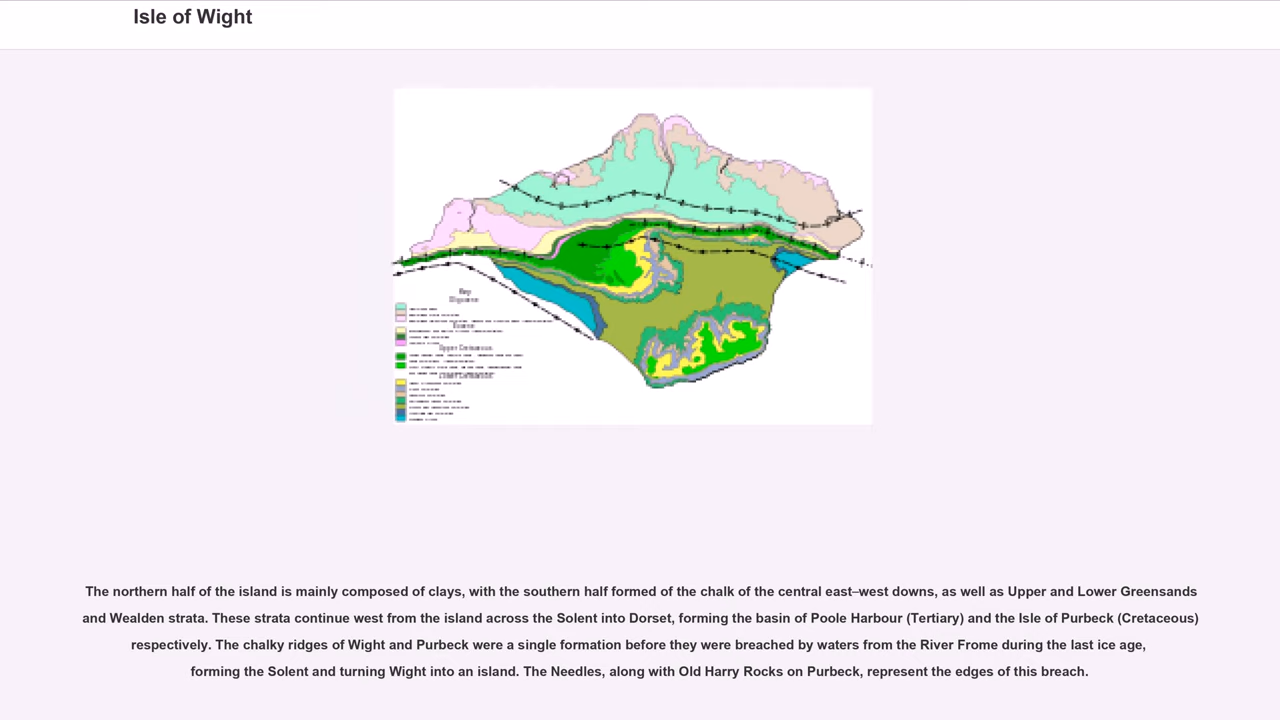 Isle of Wight
Key
Upper Cretaceous
Lower Cretaceous
The northern half of the island is mainly composed of clays, with the southern half formed of the chalk of the central east–west downs, as well as Upper and Lower Greensands
and Wealden strata. These strata continue west from the island across the Solent into Dorset, forming the basin of Poole Harbour (Tertiary) and the Isle of Purbeck (Cretaceous)
respectively. The chalky ridges of Wight and Purbeck were a single formation before they were breached by waters from the River Frome during the last ice age,
forming the Solent and turning Wight into an island. The Needles, along with Old Harry Rocks on Purbeck, represent the edges of this breach.